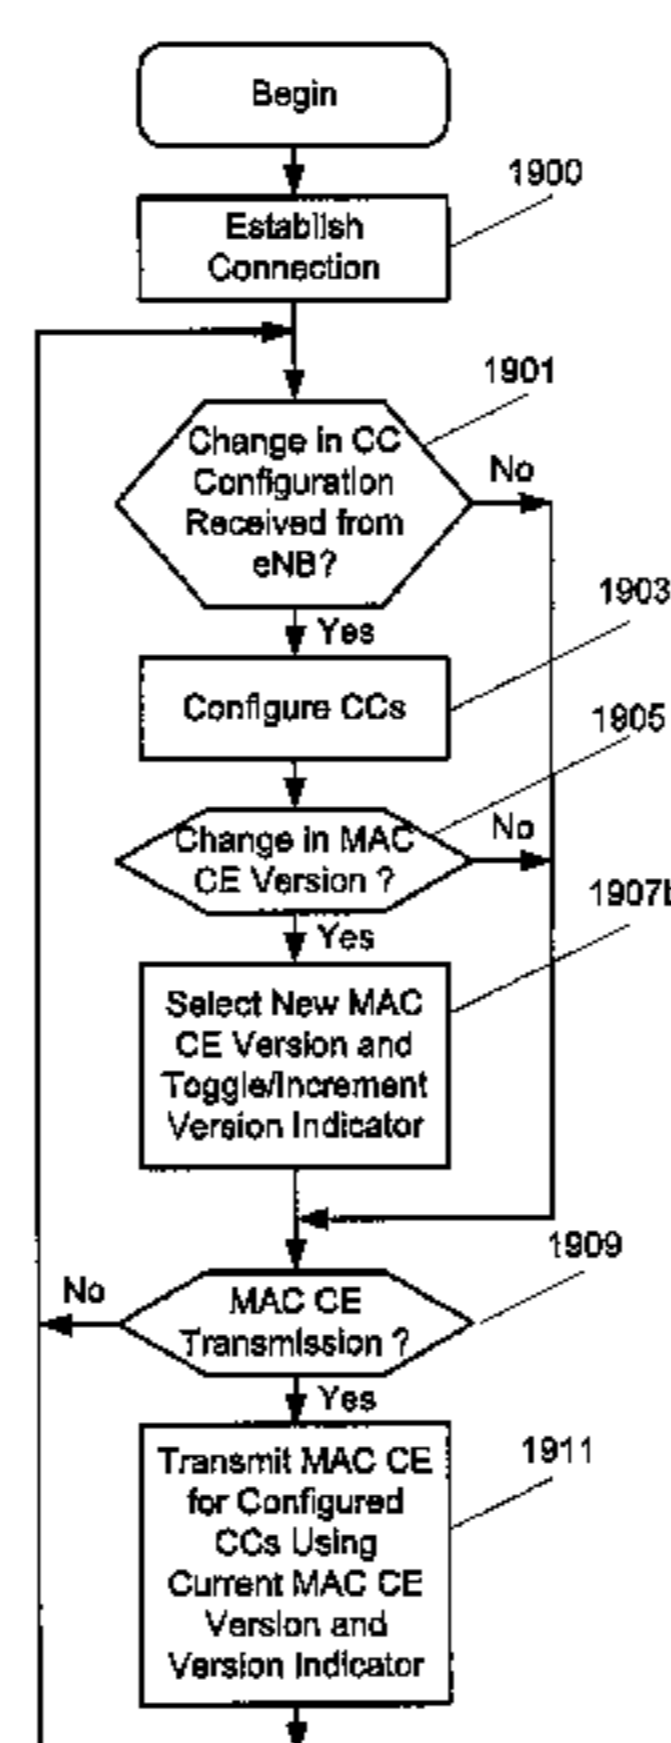 Begin
1900
Establish
Connection
1901
Change in CC
Configuration
Received from
eNB?
No
Yes
1903
Configure CCs
1905
Change in MAC
CE Version ?
No
Yes
1907b
Select New MAC
CE Version and
Toggle/Increment
Version Indicator
1909
MAC CE
Transmission ?
No
Yes
1911
Transmit MAC CE
for Configured
CCs Using
Current MAC CE
Version and
Version Indicator